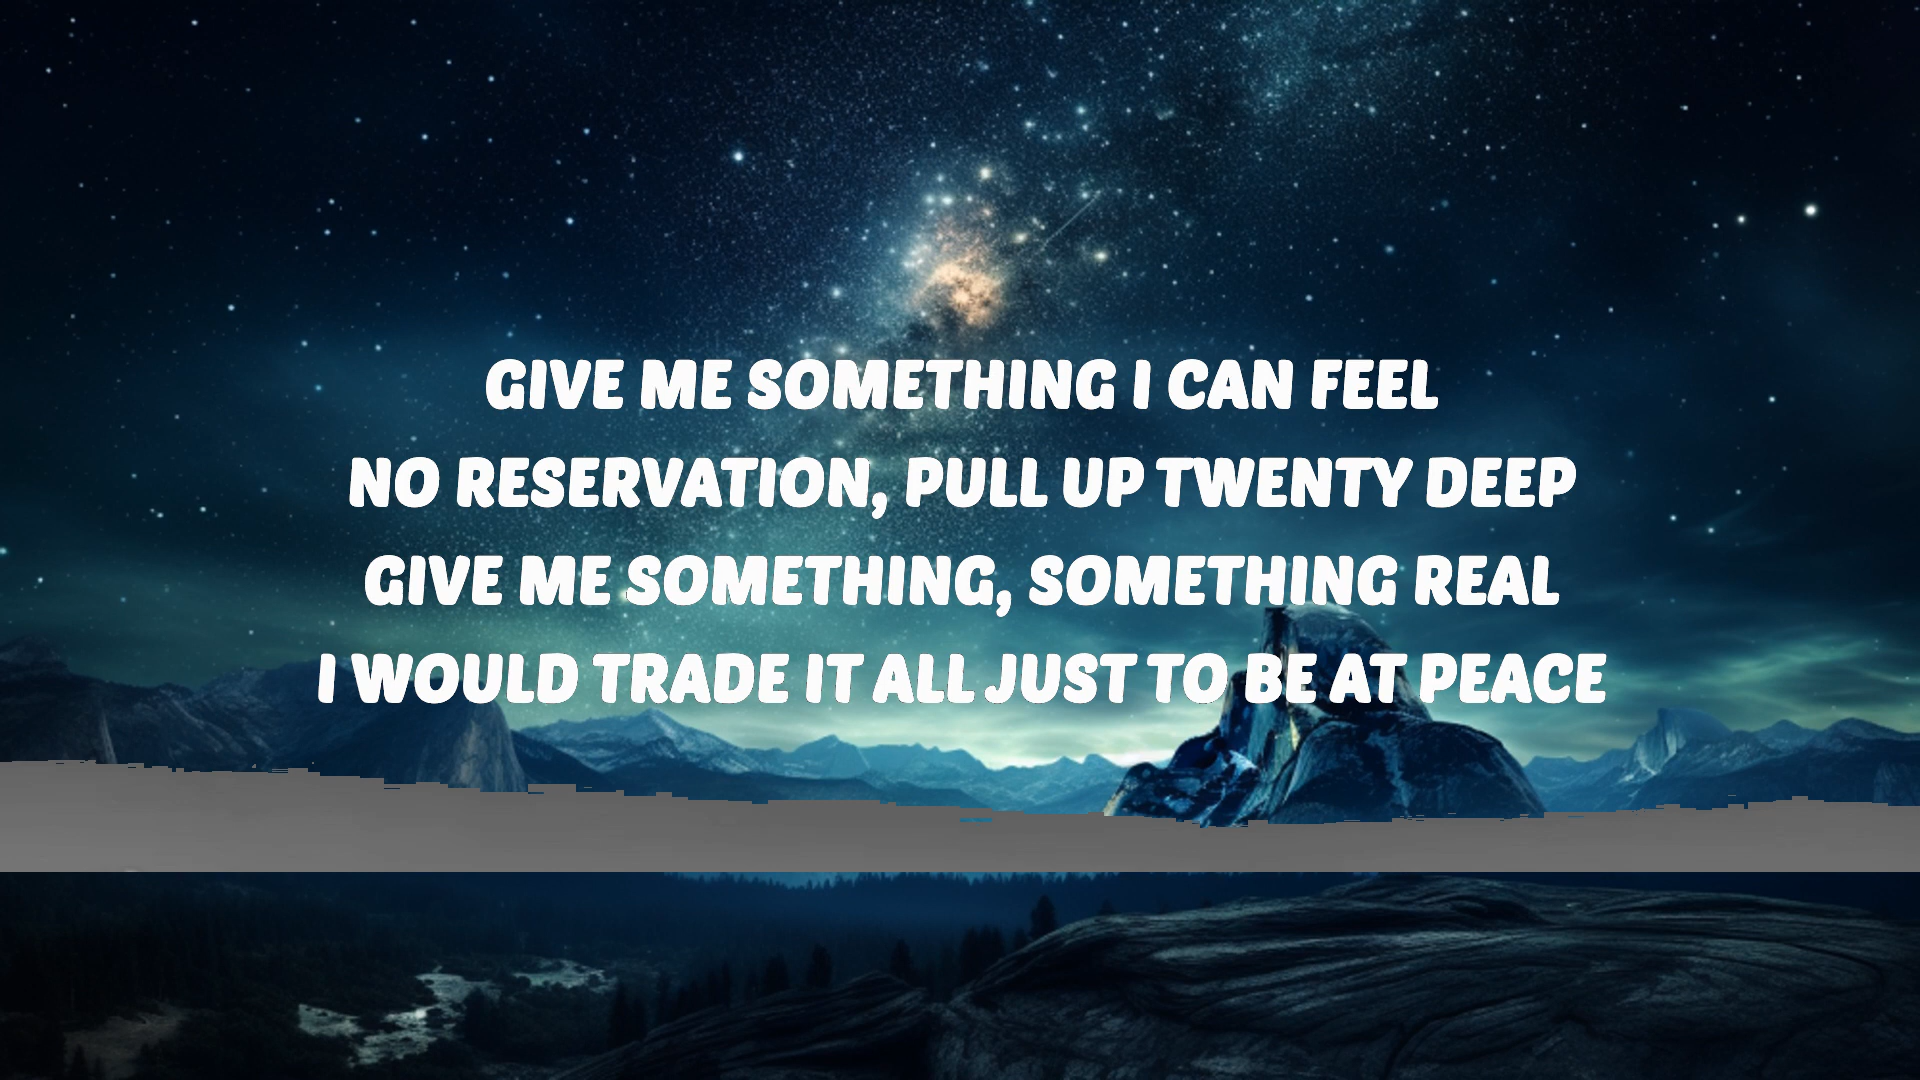 GIVE ME SOMETHING I CAN FEEL
NO RESERVATION, PULL UP TWENTY DEEP
GIVE ME SOMETHING, SOMETHING REAL
I WOULD TRADE IT ALL JUST TO BE AT PEACE